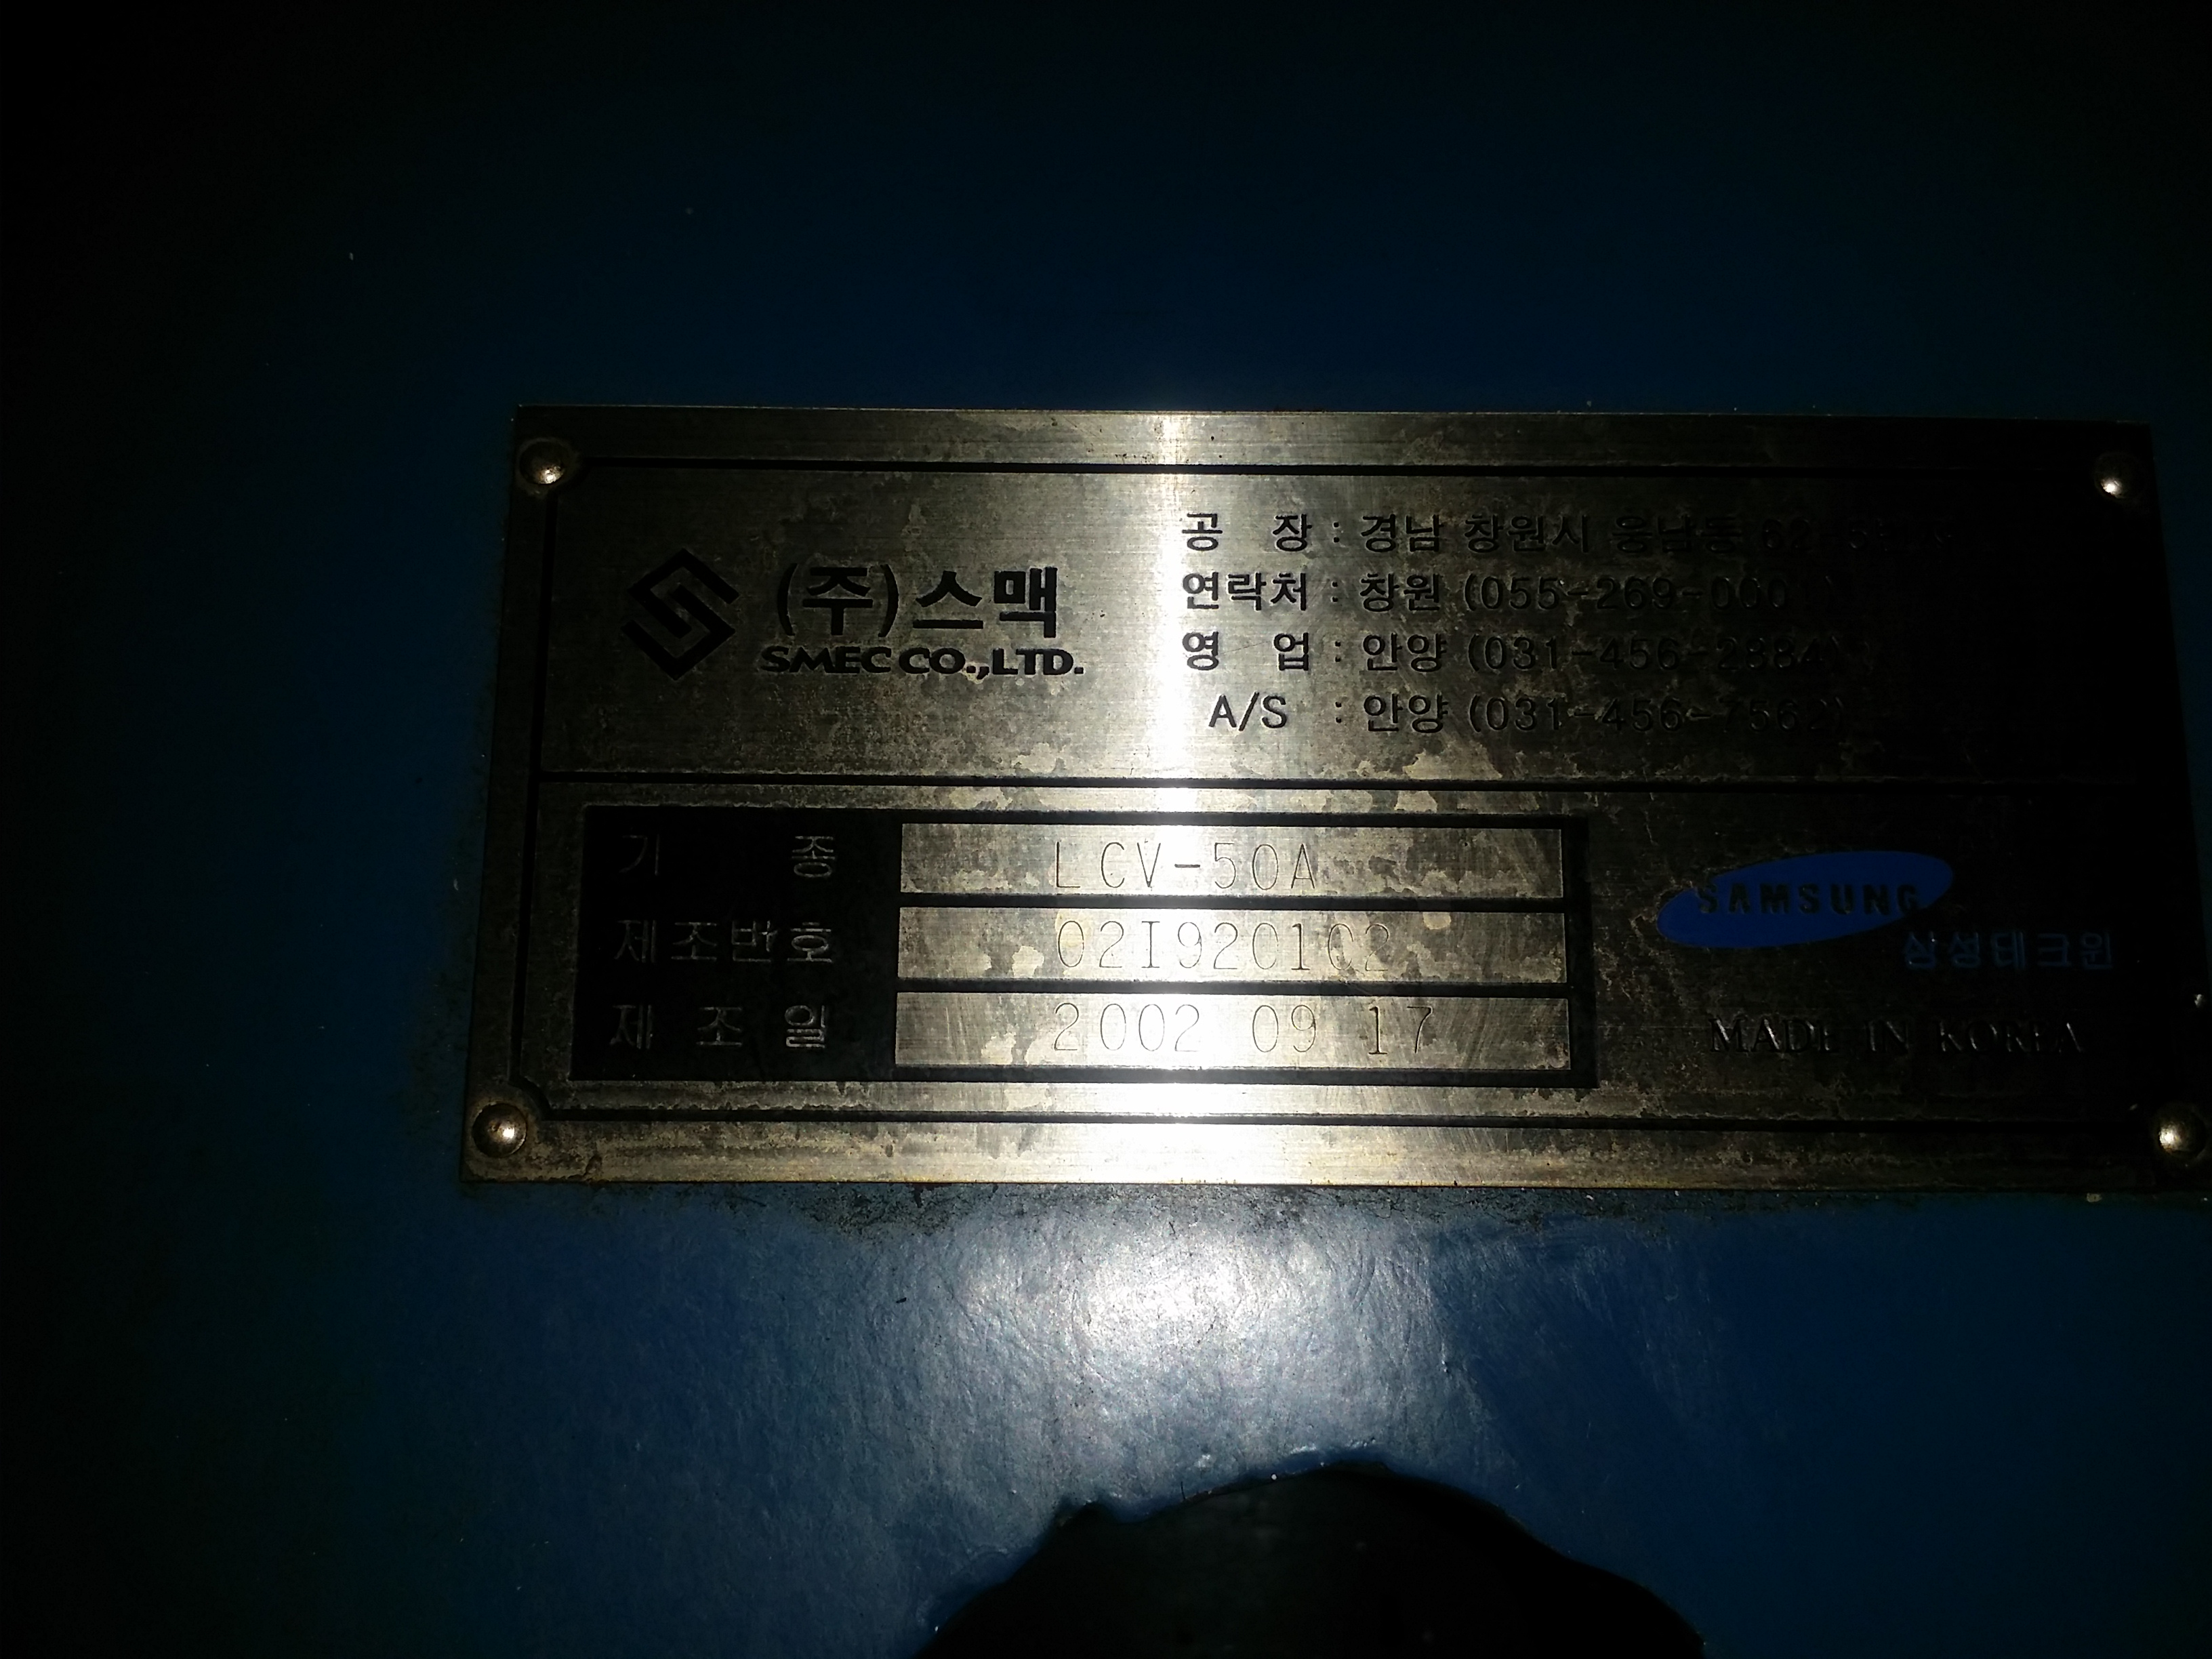 (주)스맥
SMEC CO.,LTD.
공 장 : 경남 창원시 웅남동
연락처 : 창원
영 업 : 안양 (031-456-2884)
A/S : 안양 (031-456-7562)
기 종 LCV-50A
제조번호 02I920102
제 조 일 2002 09 17
SAMSUNG
삼성테크윈
MADE IN KOREA